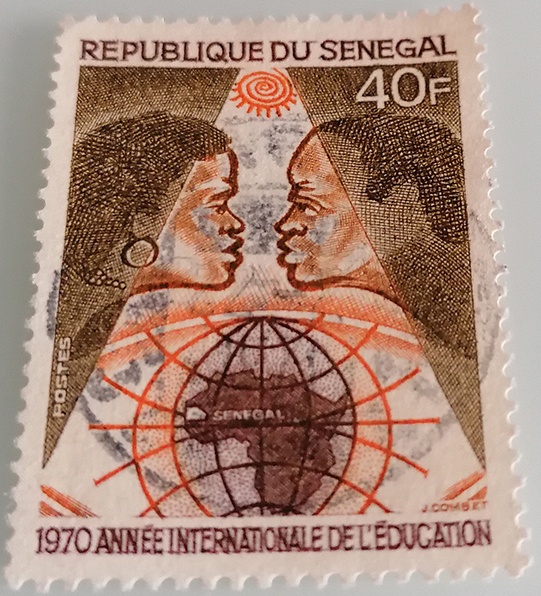 REPUBLIQUE DU SENEGAL
40F
POSTES
SENEGAL
J.COMBET
1970 ANNÉE INTERNATIONALE DE L'ÉDUCATION